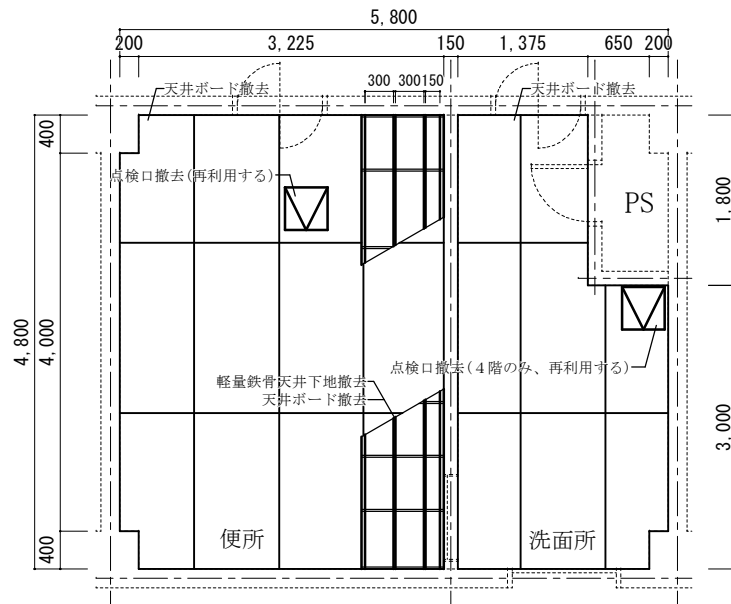 5,800
200 3,225 150 1,375 650 200
300 300 150
天井ボード撤去 天井ボード撤去
400
点検口撤去(再利用する)
PS
1,800
4,800
4,000
点検口撤去(4階のみ、再利用する)
軽量鉄骨天井下地撤去
天井ボード撤去
3,000
便所 洗面所
400